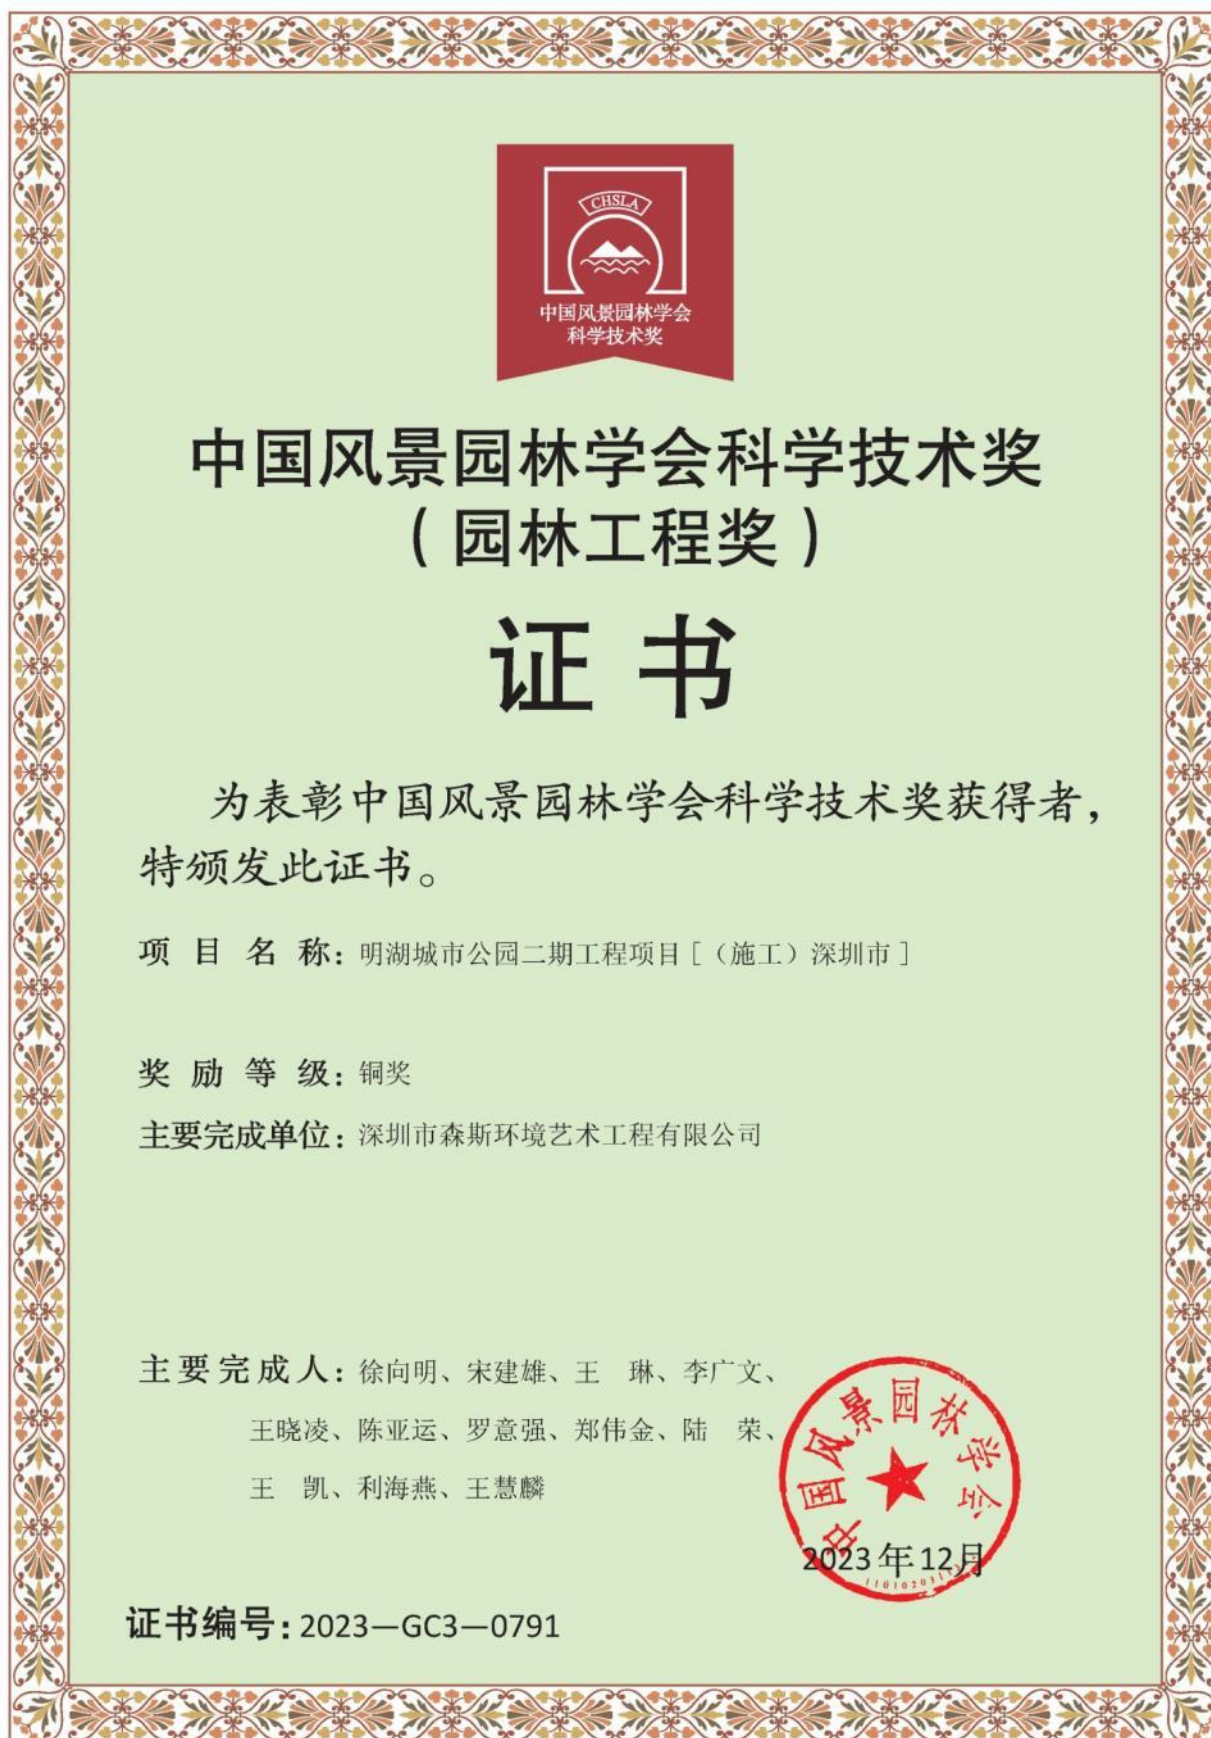 CHSLA
中国风景园林学会
科学技术奖
中国风景园林学会科学技术奖
（园林工程奖）
证书
为表彰中国风景园林学会科学技术奖获得者，
特颁发此证书。
项目名称：明湖城市公园二期工程项目［（施工）深圳市］
奖励等级：铜奖
主要完成单位：深圳市森斯环境艺术工程有限公司
主要完成人：徐向明、宋建雄、王　琳、李广文、
王晓凌、陈亚运、罗意强、郑伟金、陆　荣、
王　凯、利海燕、王慧麟
中国风景园林学会
2023年12月
证书编号：2023—GC3—0791